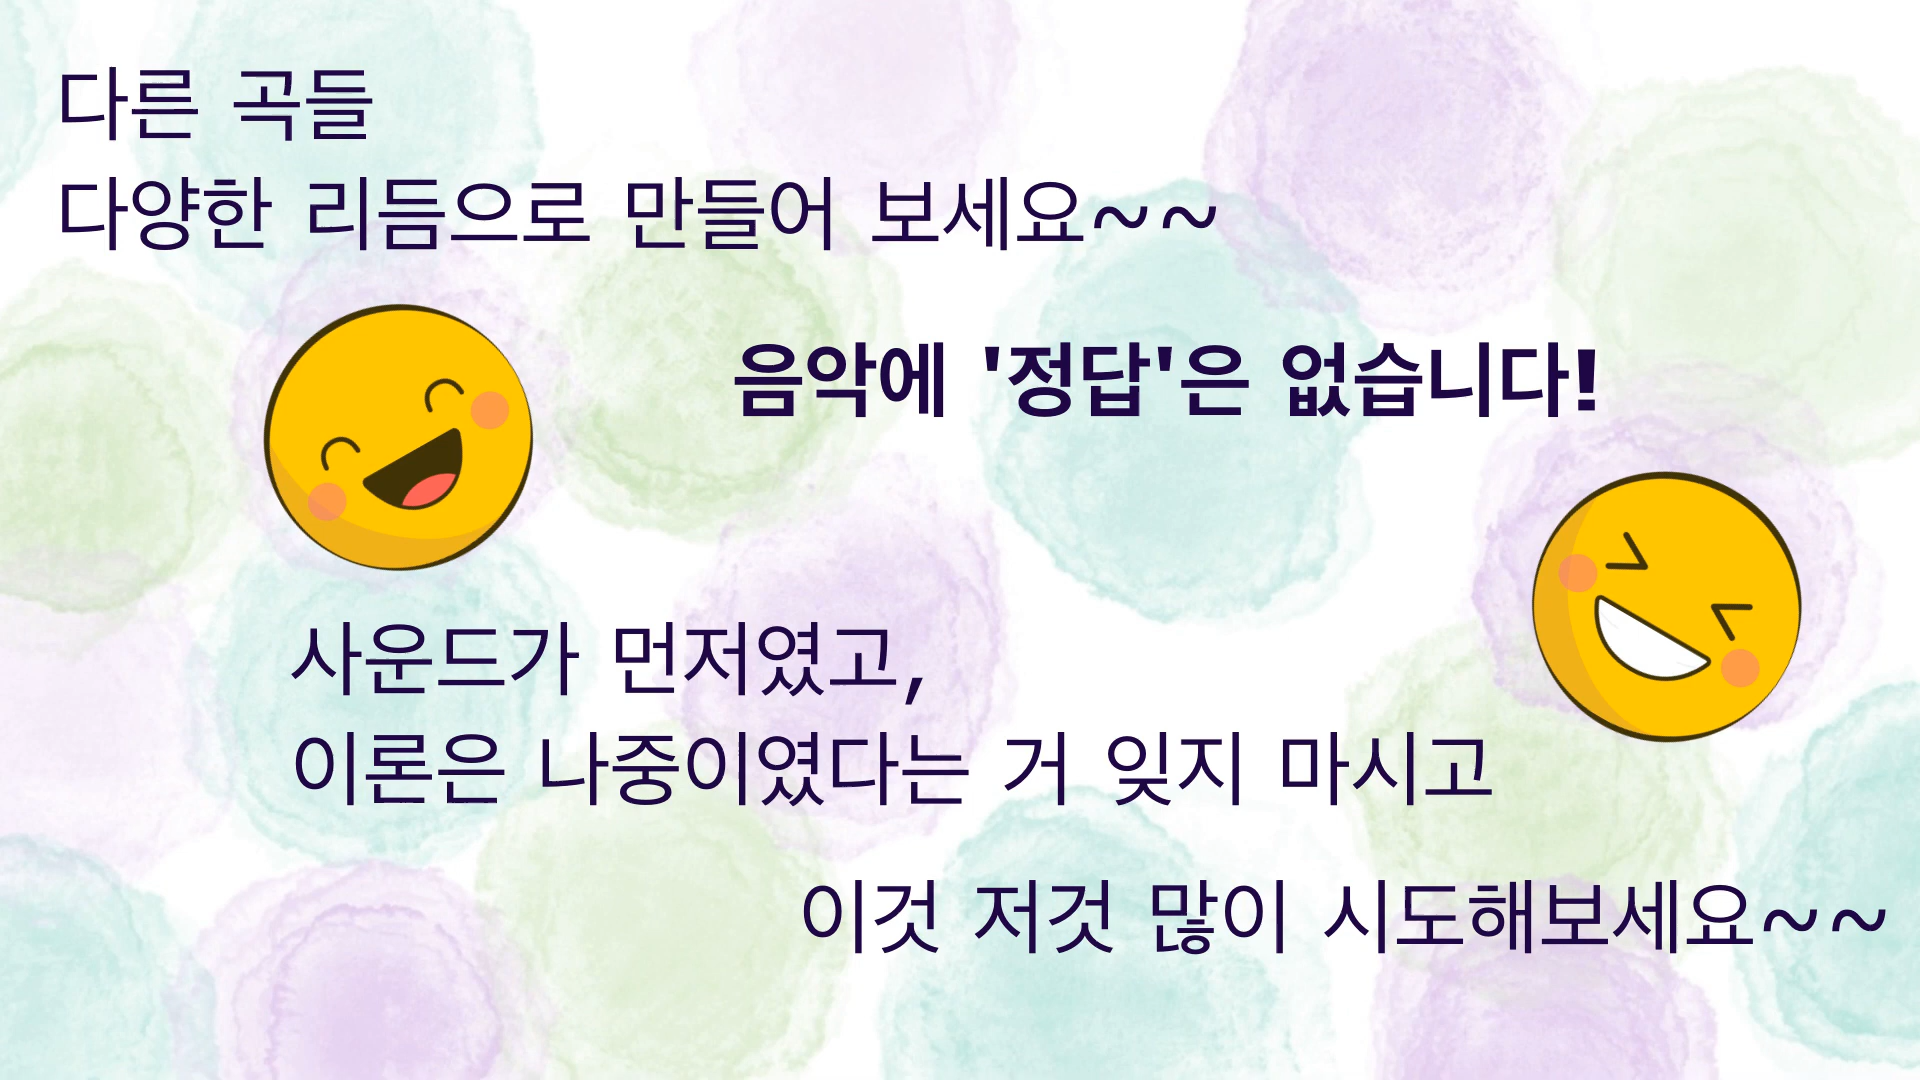 다른 곡들
다양한 리듬으로 만들어 보세요~~
음악에 '정답'은 없습니다!
사운드가 먼저였고,
이론은 나중이였다는 거 잊지 마시고
이것 저것 많이 시도해보세요~~